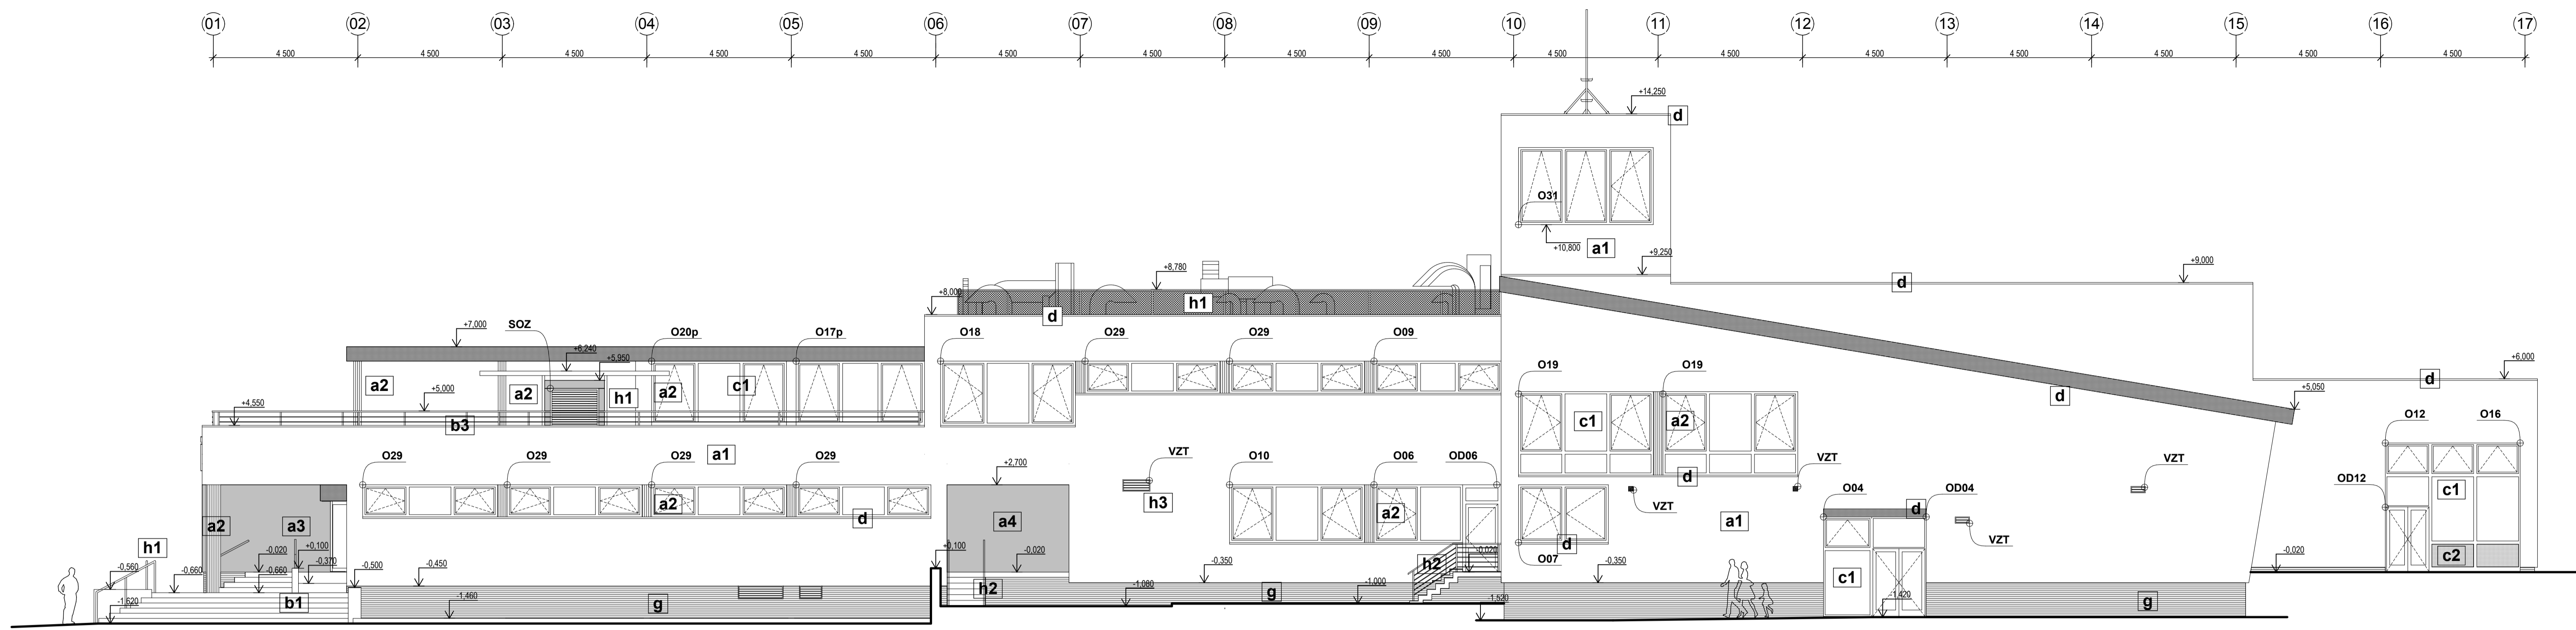 01 02 03 04 05 06 07 08 09 10 11 12 13 14 15 16 17
4 500 4 500 4 500 4 500 4 500 4 500 4 500 4 500 4 500 4 500 4 500 4 500 4 500 4 500 4 500 4 500
+14,250
d
O31
+10,800
a1
+9,250
d
+9,000
+8,780
h1
+8,000
d
SOZ
+7,000
O20p
O17p
O18
O29
O29
O09
+6,240
+5,950
a2
a2
h1
a2
c1
+6,000
d
d
+5,050
O19
O19
+5,000
+4,550
b3
c1
a2
O12
O16
a1
O29
O29
O29
O29
VZT
O10
O06
OD06
VZT
VZT
+2,700
h3
d
OD12
c1
a2
d
a2
O04
OD04
d
VZT
a2
a3
a4
a2
a1
VZT
h1
-0,020
+0,100
-0,370
-0,020
+0,100
h2
-0,020
O07
d
-0,020
c2
-0,560
-0,660
-0,660
-0,500
-0,450
-0,350
-0,350
c1
b1
g
h2
-1,080
g
-1,000
-1,620
-1,460
-1,520
-1,420
g